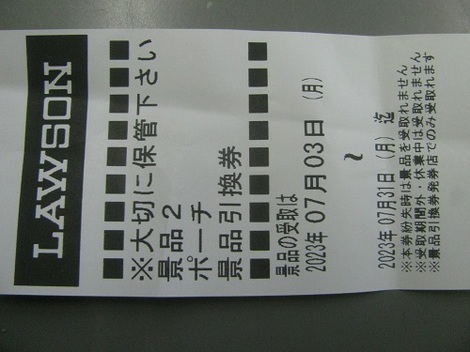 LAWSON
■■■■■■■■■■
※大切に保管下さい
景品2
ポーチ
景品引換券
■■■■■■■■■■
景品の受取は
2023年07月03日 (月)
~
2023年07月31日 (月) 迄
※本券紛失時は景品を受取れません
※受取期間外・休業中は受取れません
※景品引換券発券店でのみ受取れます